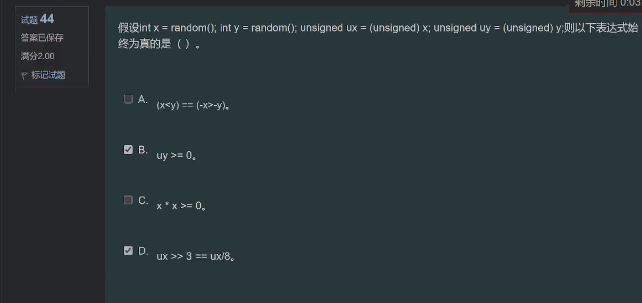 剩余时间 0:03
试题 44
答案已保存
满分2.00
标记试题
假设int x = random(); int y = random(); unsigned ux = (unsigned) x; unsigned uy = (unsigned) y;则以下表达式始
终为真的是（ ）。
A. (x<y) == (-x>-y)。
B. uy >= 0。
C. x * x >= 0。
D. ux >> 3 == ux/8。